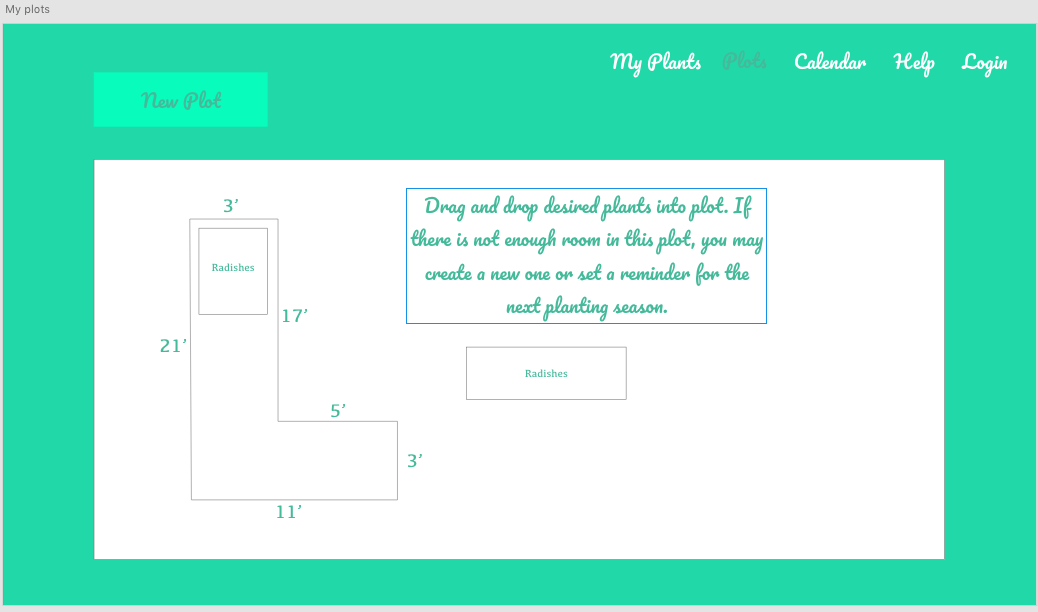 My plots
My Plants Plots Calendar Help Login
New Plot
3’
Radishes
17’
21’
5’
3’
11’
Drag and drop desired plants into plot. If
there is not enough room in this plot, you may
create a new one or set a reminder for the
next planting season.
Radishes